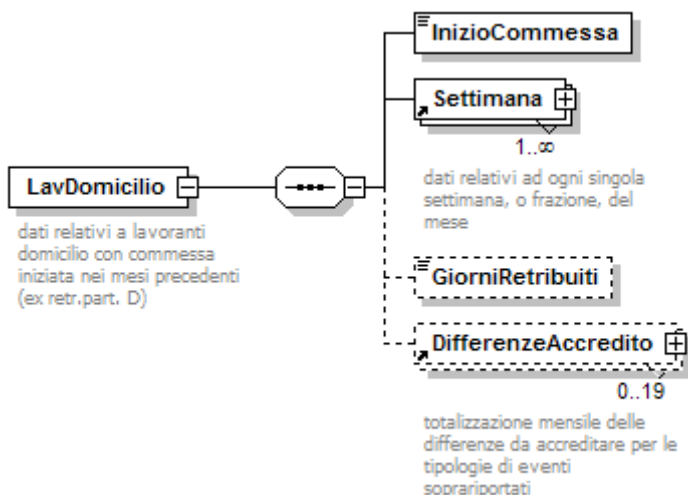 InizioCommessa
Settimana
1..∞
dati relativi ad ogni singola
settimana, o frazione, del
mese
LavDomicilio
dati relativi a lavoranti
domicilio con commessa
iniziata nei mesi precedenti
(ex retr.part. D)
GiorniRetribuiti
DifferenzeAccredito
0..19
totalizzazione mensile delle
differenze da accreditare per le
tipologie di eventi
soprariportati